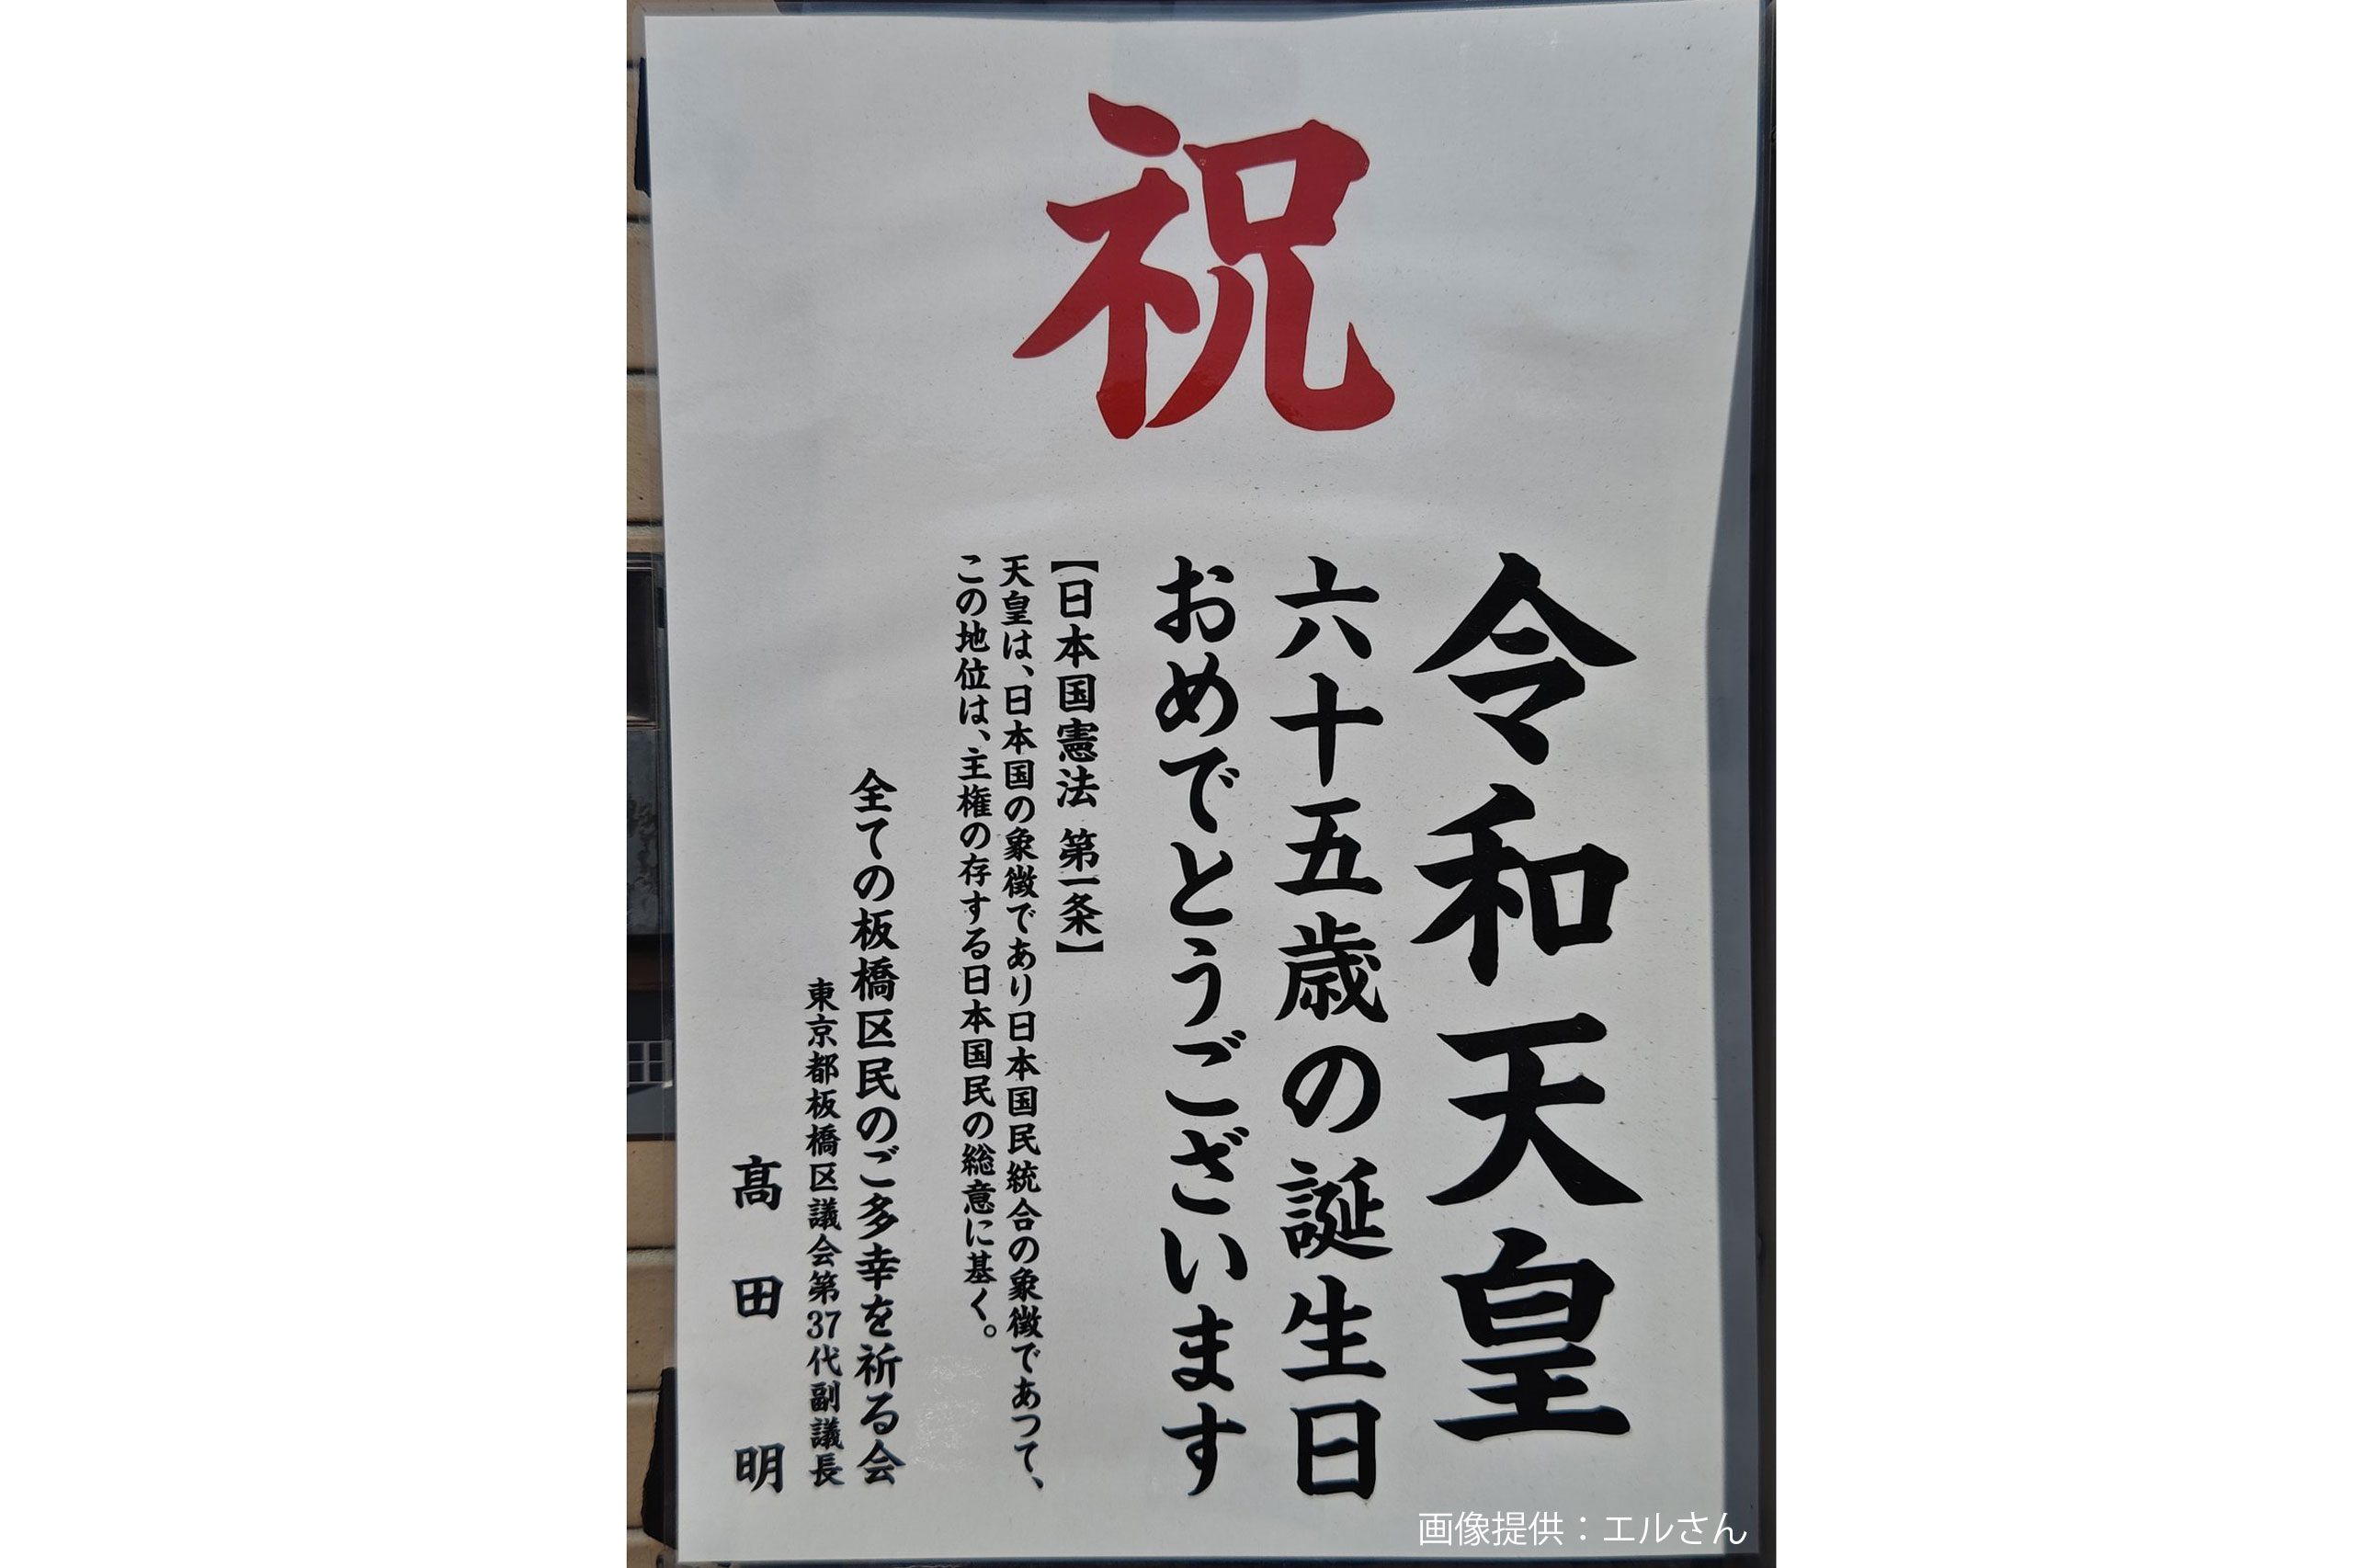 祝
令和天皇
六十五歳の誕生日
おめでとうございます
【日本国憲法 第一条】
天皇は、日本国の象徴であり日本国民統合の象徴であつて、
この地位は、主権の存する日本国民の総意に基く。
全ての板橋区民のご多幸を祈る会
東京都板橋区議会第37代副議長
髙田明
画像提供：エルさん